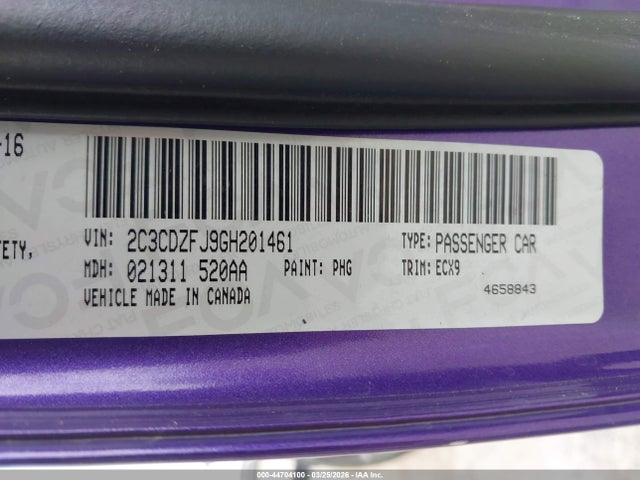 -16
ETY,
VIN: 2C3CDZFJ9GH201461 TYPE: PASSENGER CAR
MDH: 021311 520AA PAINT: PHG TRIM: ECX9
VEHICLE MADE IN CANADA 4658843
000-44704100 | 03/25/2026 - IAA Inc.